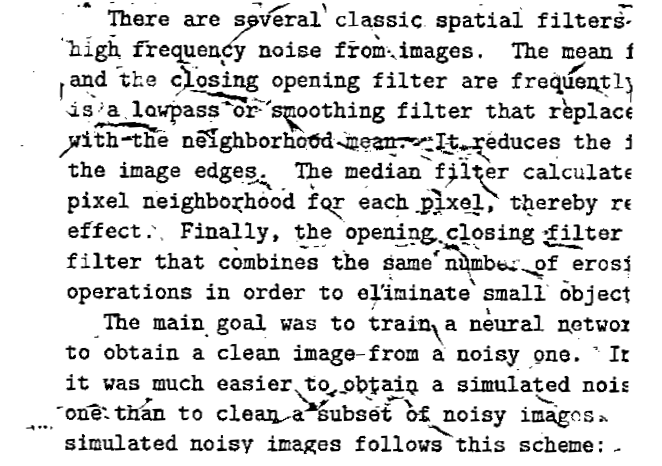 There are several classic spatial filters
high frequency noise from images. The mean f
and the closing opening filter are frequently
is a lowpass or smoothing filter that replace
with the neighborhood mean. It reduces the i
the image edges. The median filter calculate
pixel neighborhood for each pixel, thereby re
effect. Finally, the opening closing filter
filter that combines the same number of erosi
operations in order to eliminate small object
The main goal was to train a neural networ
to obtain a clean image from a noisy one. In
it was much easier to obtain a simulated nois
one than to clean a subset of noisy images.
simulated noisy images follows this scheme: